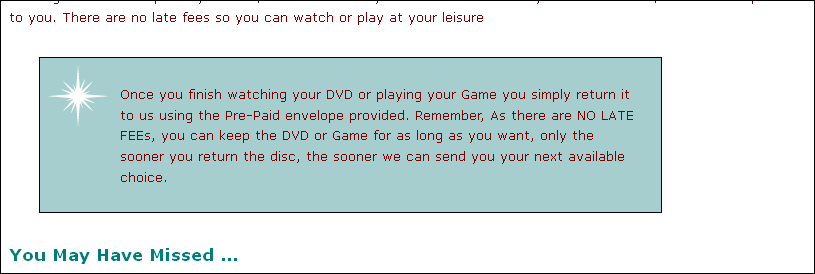 to you. There are no late fees so you can watch or play at your leisure
Once you finish watching your DVD or playing your Game you simply return it
to us using the Pre-Paid envelope provided. Remember, As there are NO LATE
FEEs, you can keep the DVD or Game for as long as you want, only the
sooner you return the disc, the sooner we can send you your next available
choice.
You May Have Missed ...